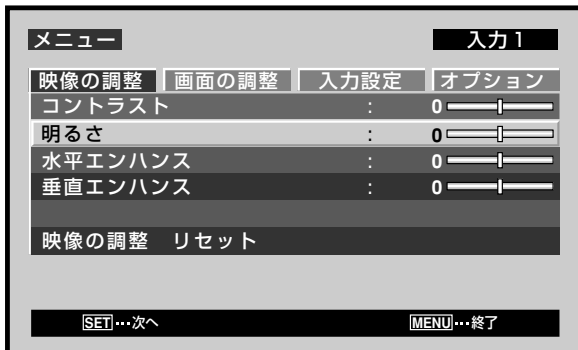 メニュー 入力1
映像の調整 画面の調整 入力設定 オプション
コントラスト : 0
明るさ : 0
水平エンハンス : 0
垂直エンハンス : 0
映像の調整 リセット
SET…次へ MENU…終了